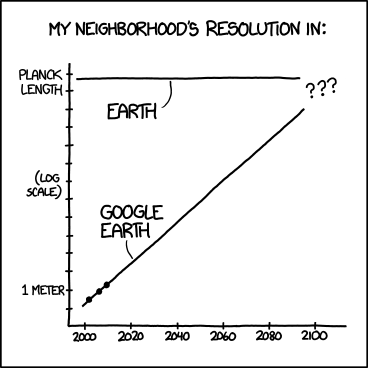 MY NEIGHBORHOOD'S RESOLUTION IN:
PLANCK
LENGTH
???
EARTH
(LOG
SCALE)
GOOGLE
EARTH
1 METER
2000 2020 2040 2060 2080 2100